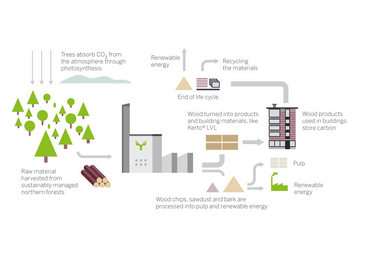 Trees absorb CO2 from
the atmosphere through
photosynthesis
Renewable
energy
Recycling
the materials
End of life cycle
Wood turned into products
and building materials, like
Kerto® LVL
Wood products
used in buildings
store carbon
Raw material
harvested from
sustainably managed
northern forests
Pulp
Renewable
energy
Wood chips, sawdust and bark are
processed into pulp and renewable energy